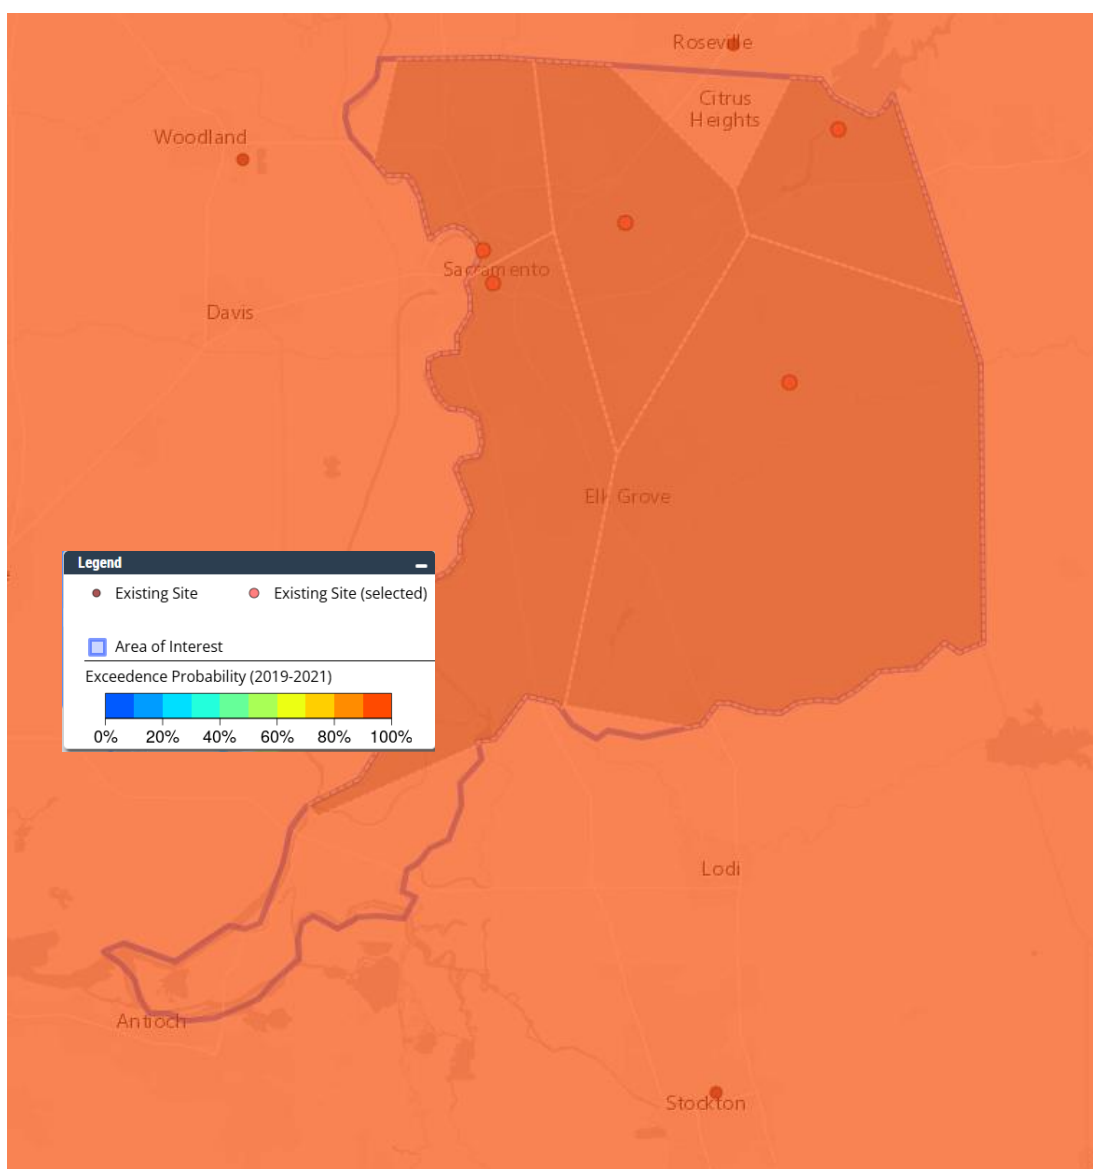 Roseville
Citrus
Heights
Woodland
Sacramento
Davis
Elk Grove
Legend
Existing Site
Existing Site (selected)
Area of Interest
Exceedence Probability (2019-2021)
0% 20% 40% 60% 80% 100%
Lodi
Antioch
Stockton